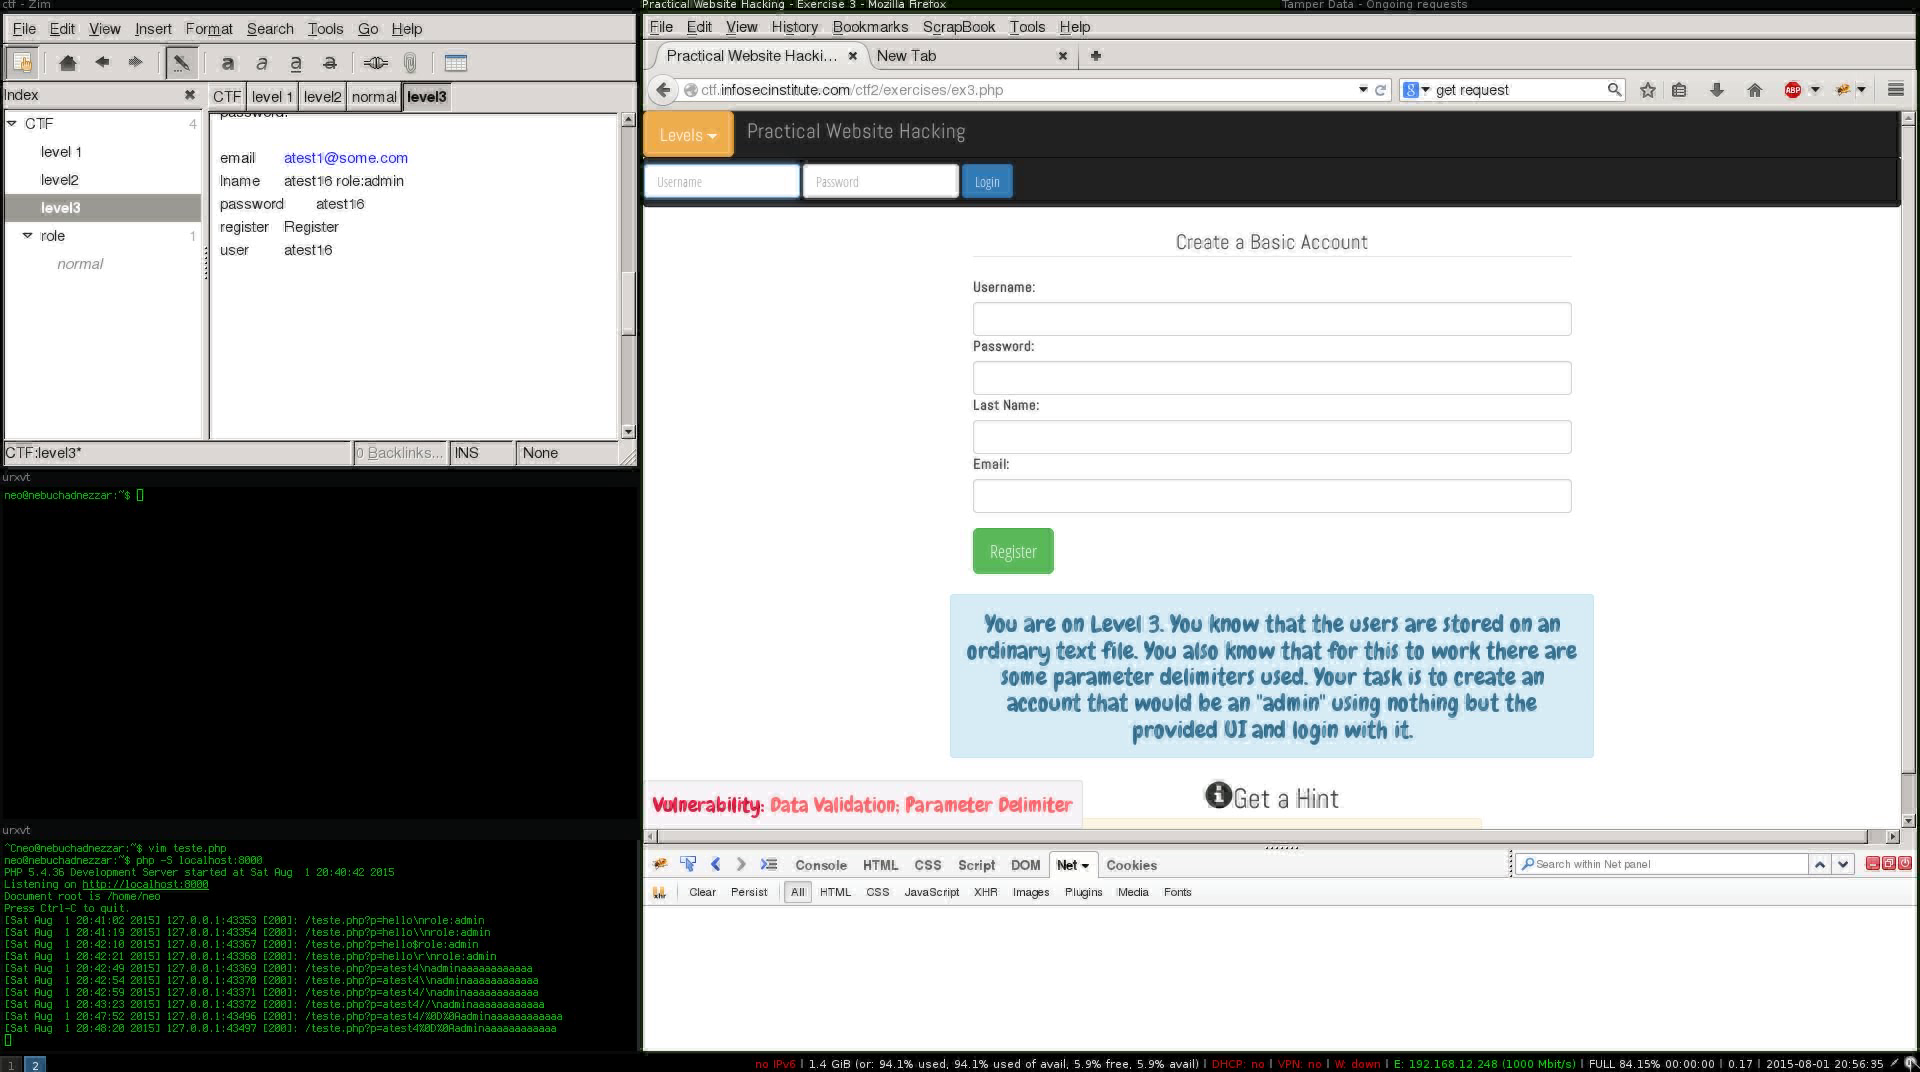 ctf - Zim
File Edit View Insert Format Search Tools Go Help
a a a a
Index
CTF level 1 level2 normal level3
CTF 4
level 1
level2
level3
role 1
normal
password:
email atest1@some.com
lname atest16 role:admin
password atest16
register Register
user atest16
CTF:level3* 0 Backlinks... INS None
urxvt
neo@nebuchadnezzar:~$
urxvt
^Cneo@nebuchadnezzar:~$ vim teste.php
neo@nebuchadnezzar:~$ php -S localhost:8000
PHP 5.4.36 Development Server started at Sat Aug 1 20:40:42 2015
Listening on http://localhost:8000
Document root is /home/neo
Press Ctrl-C to quit.
[Sat Aug 1 20:41:02 2015] 127.0.0.1:43353 [200]: /teste.php?p=hello\nrole:admin
[Sat Aug 1 20:41:19 2015] 127.0.0.1:43354 [200]: /teste.php?p=hello\\nrole:admin
[Sat Aug 1 20:42:10 2015] 127.0.0.1:43367 [200]: /teste.php?p=hello$role:admin
[Sat Aug 1 20:42:21 2015] 127.0.0.1:43368 [200]: /teste.php?p=hello\r\nrole:admin
[Sat Aug 1 20:42:49 2015] 127.0.0.1:43369 [200]: /teste.php?p=atest4\nadminaaaaaaaaaaaa
[Sat Aug 1 20:42:54 2015] 127.0.0.1:43370 [200]: /teste.php?p=atest4\\nadminaaaaaaaaaaaa
[Sat Aug 1 20:42:59 2015] 127.0.0.1:43371 [200]: /teste.php?p=atest4/\nadminaaaaaaaaaaaa
[Sat Aug 1 20:43:23 2015] 127.0.0.1:43372 [200]: /teste.php?p=atest4//\nadminaaaaaaaaaaaa
[Sat Aug 1 20:47:52 2015] 127.0.0.1:43496 [200]: /teste.php?p=atest4/%0D%0Aadminaaaaaaaaaaaa
[Sat Aug 1 20:48:20 2015] 127.0.0.1:43497 [200]: /teste.php?p=atest4%0D%0Aadminaaaaaaaaaaaa
Practical Website Hacking - Exercise 3 - Mozilla Firefox
Tamper Data - Ongoing requests
File Edit View History Bookmarks ScrapBook Tools Help
Practical Website Hacki... New Tab
ctf.infosecinstitute.com/ctf2/exercises/ex3.php
8 get request
ABP
Levels Practical Website Hacking
Username Password Login
Create a Basic Account
Username:
Password:
Last Name:
Email:
Register
You are on Level 3. You know that the users are stored on an
ordinary text file. You also know that for this to work there are
some parameter delimiters used. Your task is to create an
account that would be an "admin" using nothing but the
provided UI and login with it.
Vulnerability: Data Validation; Parameter Delimiter
Get a Hint
Console HTML CSS Script DOM Net Cookies
Search within Net panel
Clear Persist All HTML CSS JavaScript XHR Images Plugins Media Fonts
1 2
no IPv6 | 1.4 GiB (or: 94.1% used, 94.1% used of avail, 5.9% free, 5.9% avail) | DHCP: no | VPN: no | W: down | E: 192.168.12.248 (1000 Mbit/s) | FULL 84.15% 00:00:00 | 0.17 | 2015-08-01 20:56:35